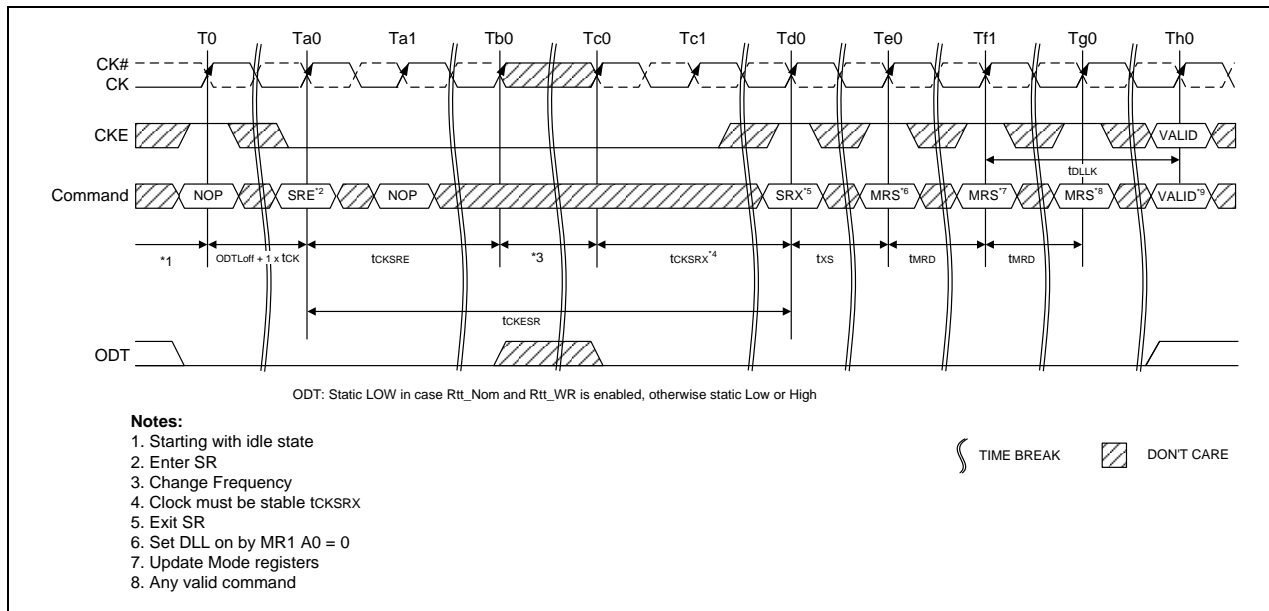 T0 Ta0 Ta1 Tb0 Tc0 Tc1 Td0 Te0 Tf1 Tg0 Th0
CK#
CK
CKE
VALID
tDLLK
Command
NOP SRE*2 NOP SRX*5 MRS*6 MRS*7 MRS*8 VALID*9
*1 ODTLoff + 1 x tCK tCKSRE *3 tCKSRX*4 tXS tMRD tMRD
tCKESR
ODT
ODT: Static LOW in case Rtt_Nom and Rtt_WR is enabled, otherwise static Low or High
Notes:
1. Starting with idle state
2. Enter SR
3. Change Frequency
4. Clock must be stable tCKSRX
5. Exit SR
6. Set DLL on by MR1 A0 = 0
7. Update Mode registers
8. Any valid command
TIME BREAK DON'T CARE